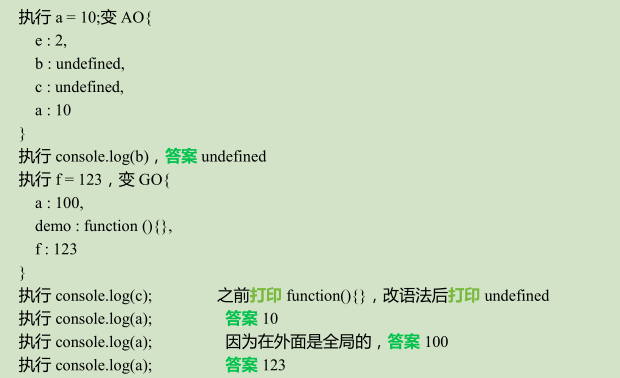 执行 a = 10;变 AO{
e : 2,
b : undefined,
c : undefined,
a : 10
}
执行 console.log(b)，答案 undefined
执行 f = 123，变 GO{
a : 100,
demo : function (){},
f : 123
}
执行 console.log(c); 之前打印 function(){}，改语法后打印 undefined
执行 console.log(a); 答案 10
执行 console.log(a); 因为在外面是全局的，答案 100
执行 console.log(a); 答案 123